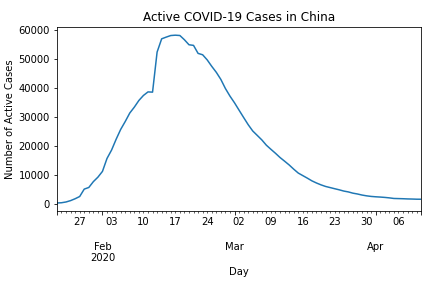 Active COVID-19 Cases in China
Number of Active Cases
60000
50000
40000
30000
20000
10000
0
27 03 10 17 24 02 09 16 23 30 06
Feb Mar Apr
2020
Day